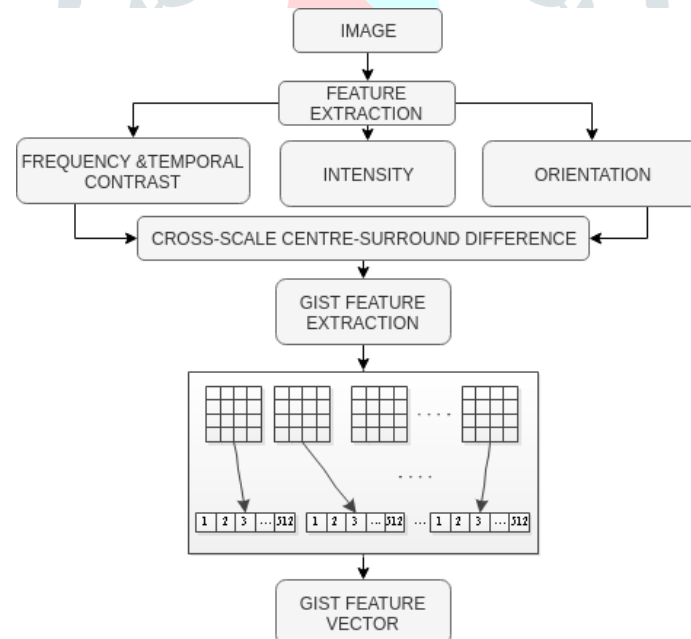 IMAGE
FEATURE
EXTRACTION
FREQUENCY &TEMPORAL
CONTRAST
INTENSITY
ORIENTATION
CROSS-SCALE CENTRE-SURROUND DIFFERENCE
GIST FEATURE
EXTRACTION
. . . .
. . . .
1 2 3 ... 512 1 2 3 ... 512 ... 1 2 3 ... 512
GIST FEATURE
VECTOR